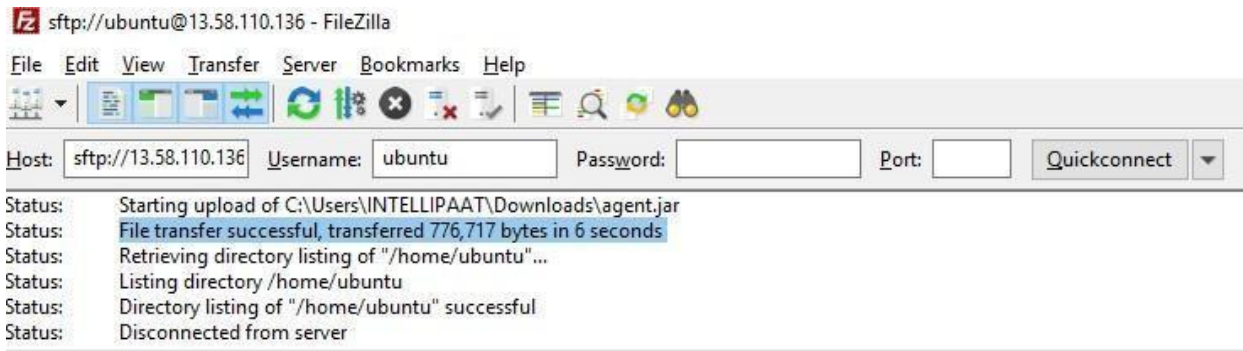 sftp://ubuntu@13.58.110.136 - FileZilla
File Edit View Transfer Server Bookmarks Help
Host: sftp://13.58.110.136 Username: ubuntu Password: Port: Quickconnect
Status: Starting upload of C:\Users\INTELLIPAAT\Downloads\agent.jar
Status: File transfer successful, transferred 776,717 bytes in 6 seconds
Status: Retrieving directory listing of "/home/ubuntu"...
Status: Listing directory /home/ubuntu
Status: Directory listing of "/home/ubuntu" successful
Status: Disconnected from server